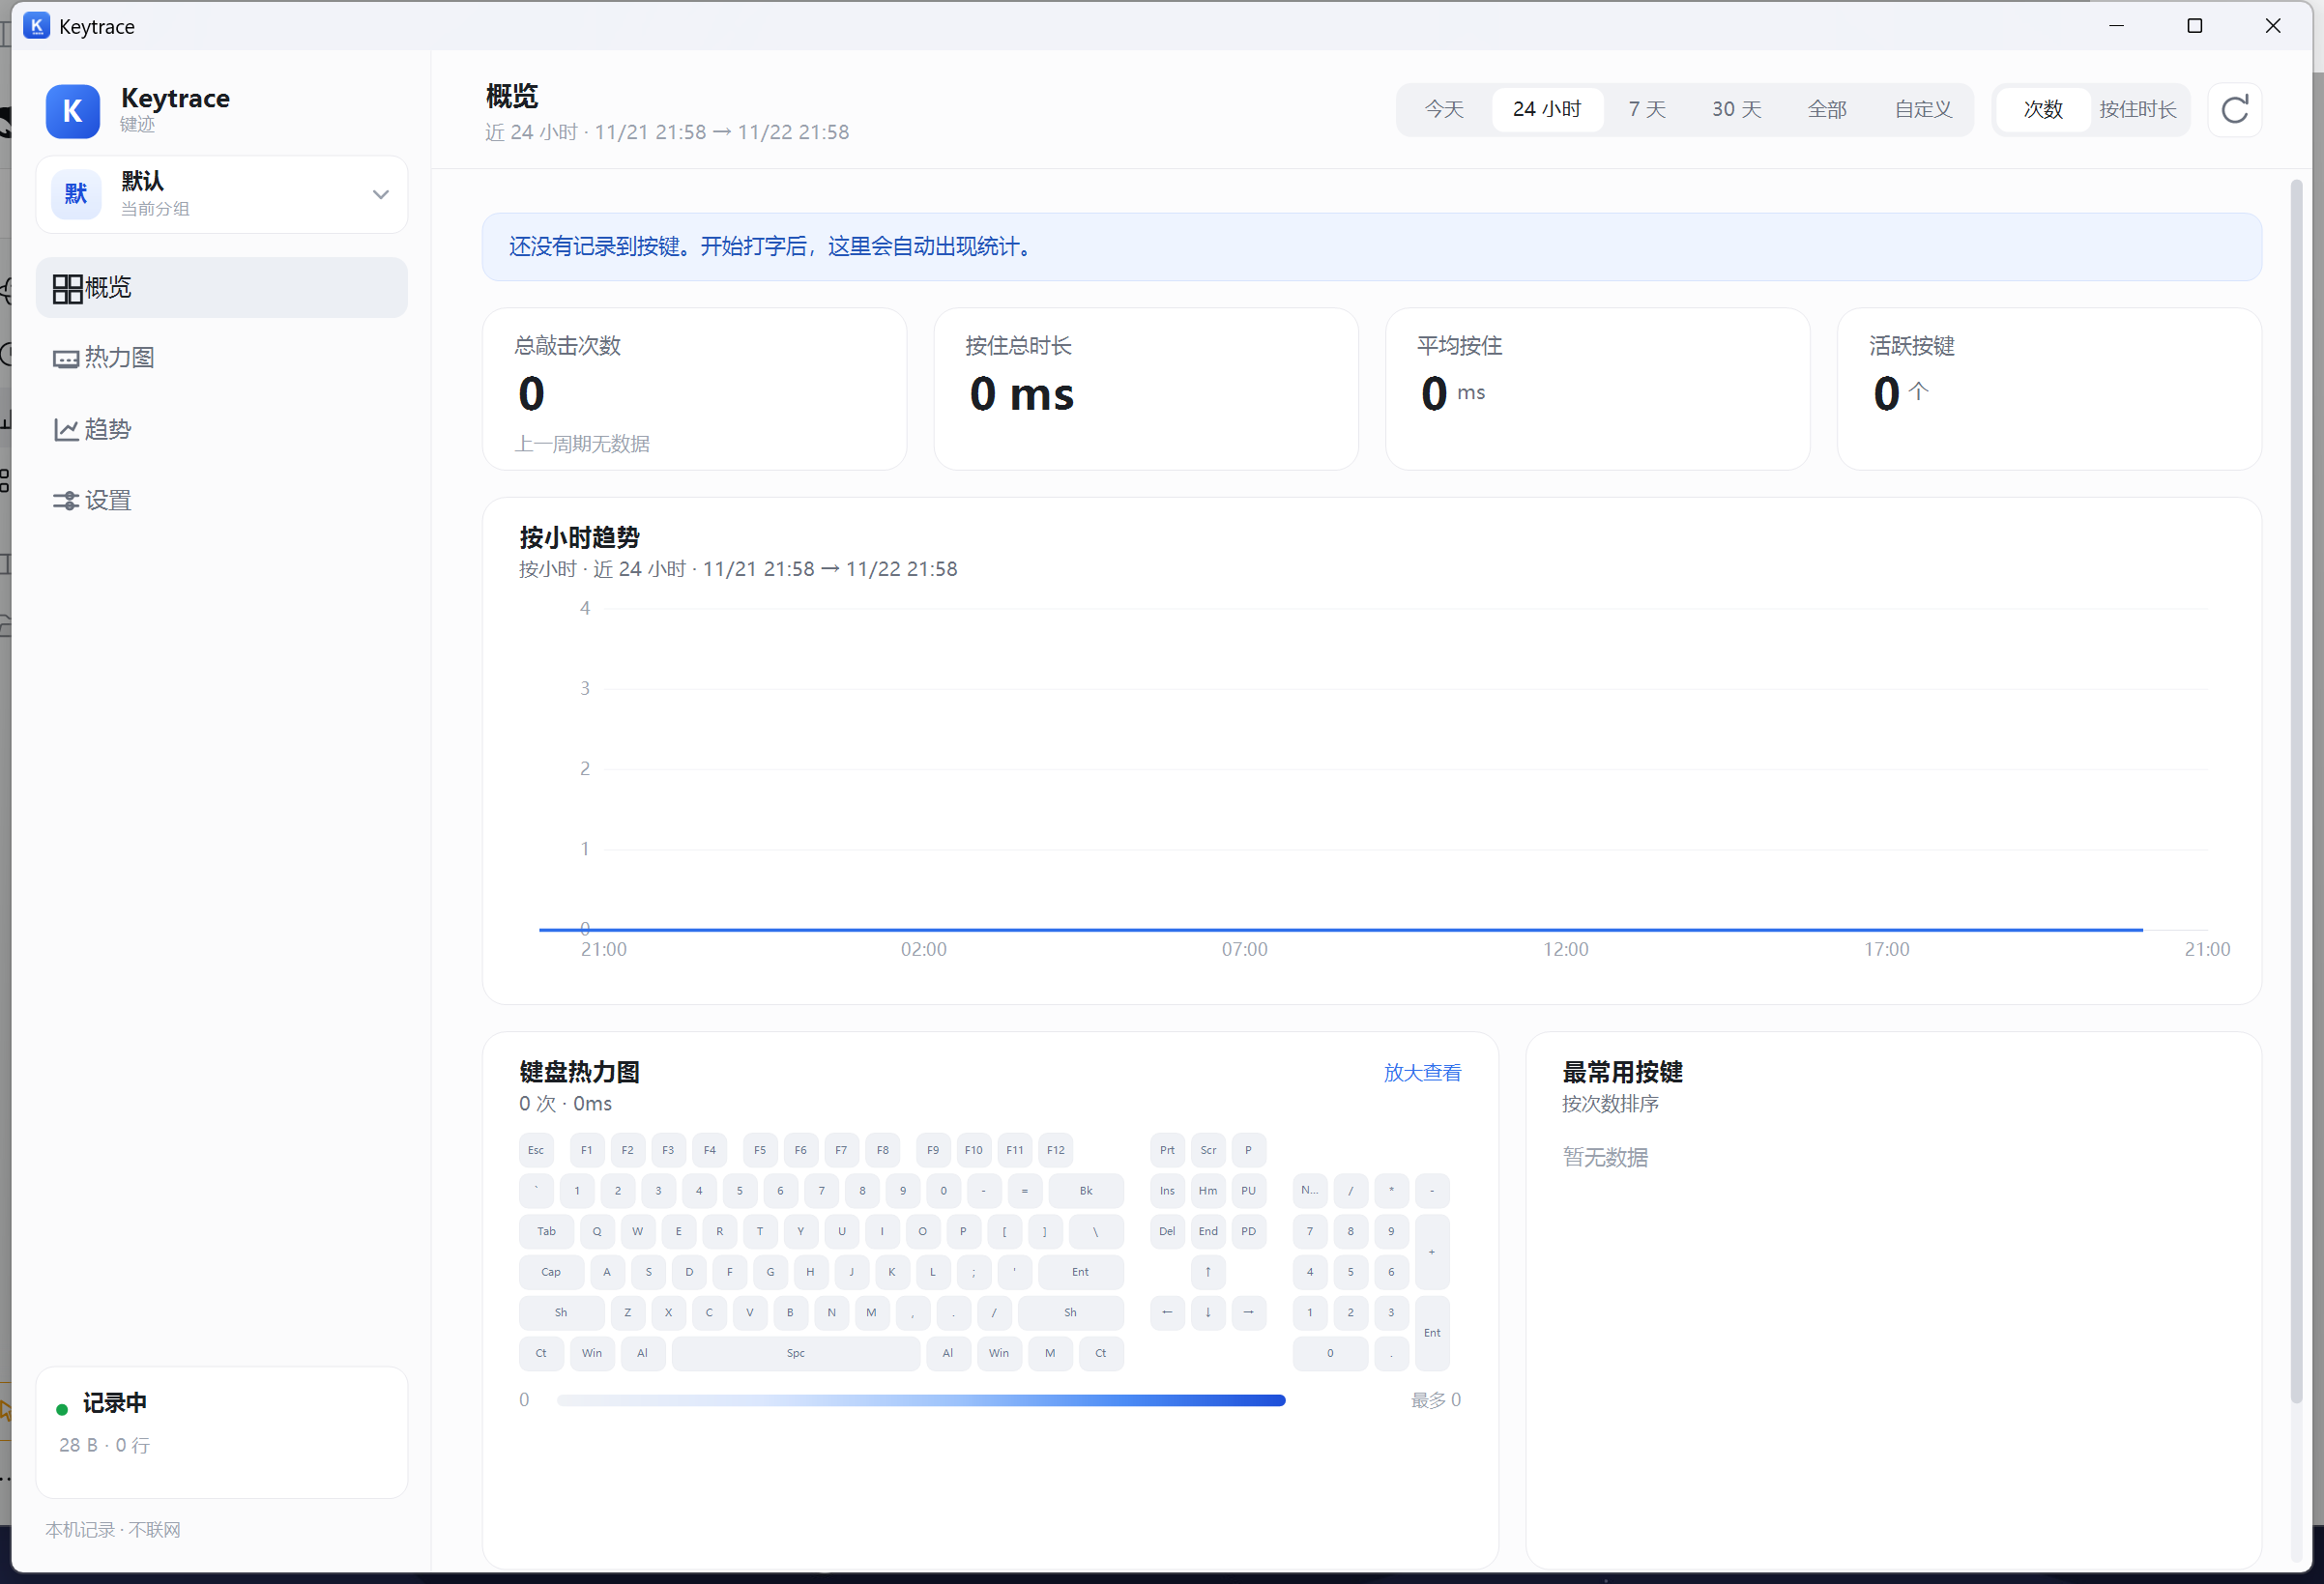 Keytrace
K
Keytrace
键迹
默
默认
当前分组
概览
热力图
趋势
设置
记录中
28 B · 0 行
本机记录 · 不联网
概览
近 24 小时 · 11/21 21:58 → 11/22 21:58
今天 24 小时 7 天 30 天 全部 自定义
次数 按住时长
还没有记录到按键。开始打字后，这里会自动出现统计。
总敲击次数
0
上一周期无数据
按住总时长
0 ms
平均按住
0 ms
活跃按键
0 个
按小时趋势
按小时 · 近 24 小时 · 11/21 21:58 → 11/22 21:58
4
3
2
1
0
21:00 02:00 07:00 12:00 17:00 21:00
键盘热力图
放大查看
0 次 · 0ms
Esc F1 F2 F3 F4 F5 F6 F7 F8 F9 F10 F11 F12 Prt Scr P
` 1 2 3 4 5 6 7 8 9 0 - = Bk Ins Hm PU N... / * -
Tab Q W E R T Y U I O P [ ] \ Del End PD 7 8 9 +
Cap A S D F G H J K L ; ' Ent ↑ 4 5 6
Sh Z X C V B N M , . / Sh ← ↓ → 1 2 3 Ent
Ct Win Al Spc Al Win M Ct 0 .
0 最多 0
最常用按键
按次数排序
暂无数据